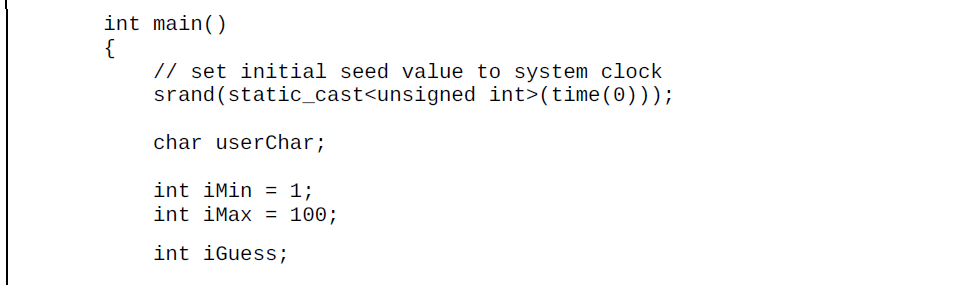 int main()
{
    // set initial seed value to system clock
    srand(static_cast<unsigned int>(time(0)));
    char userChar;
    int iMin = 1;
    int iMax = 100;
    int iGuess;